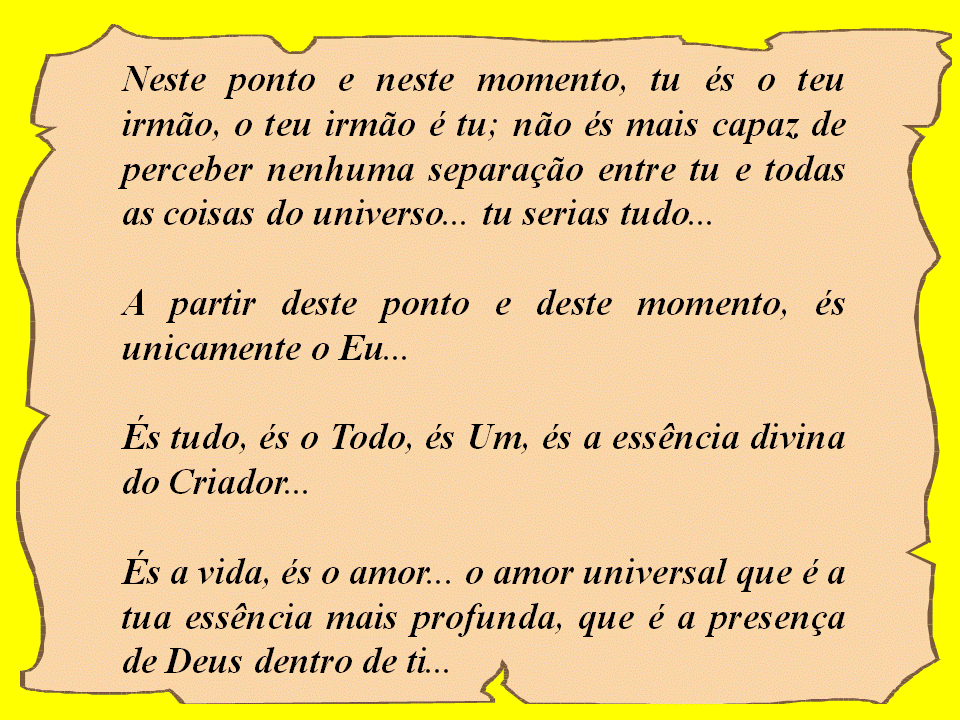 Neste ponto e neste momento, tu és o teu
irmão, o teu irmão é tu; não és mais capaz de
perceber nenhuma separação entre tu e todas
as coisas do universo... tu serias tudo...
A partir deste ponto e deste momento, és
unicamente o Eu...
És tudo, és o Todo, és Um, és a essência divina
do Criador...
És a vida, és o amor... o amor universal que é a
tua essência mais profunda, que é a presença
de Deus dentro de ti...